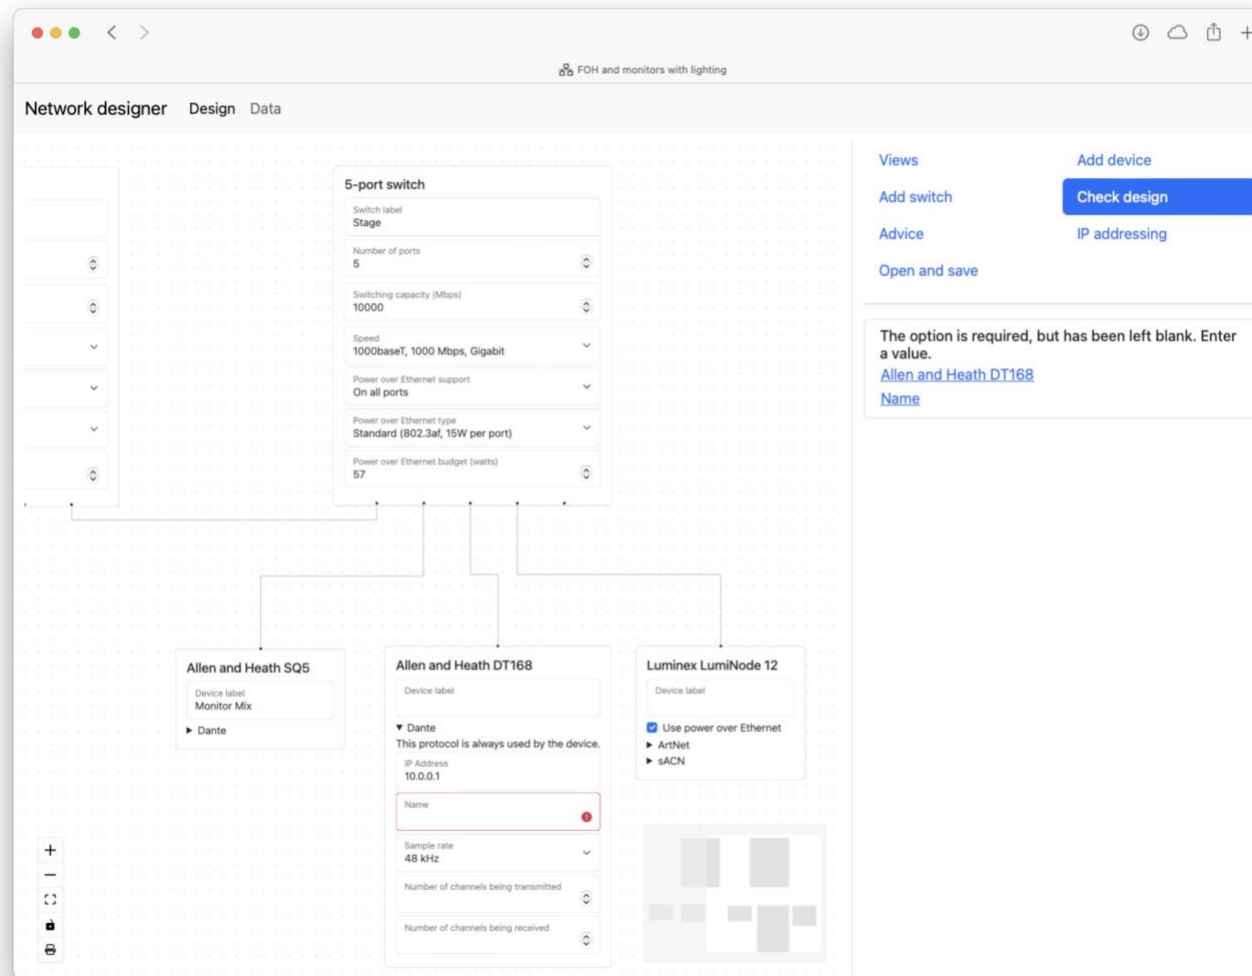 FOH and monitors with lighting
Network designer
Design
Data
5-port switch
Switch label
Stage
Number of ports
5
Switching capacity (Mbps)
10000
Speed
1000baseT, 1000 Mbps, Gigabit
Power over Ethernet support
On all ports
Power over Ethernet type
Standard (802.3af, 15W per port)
Power over Ethernet budget (watts)
57
Allen and Heath SQ5
Device label
Monitor Mix
Dante
Allen and Heath DT168
Device label
Dante
This protocol is always used by the device.
IP Address
10.0.0.1
Name
Sample rate
48 kHz
Number of channels being transmitted
Number of channels being received
Luminex LumiNode 12
Device label
Use power over Ethernet
ArtNet
sACN
Views
Add device
Add switch
Check design
Advice
IP addressing
Open and save
The option is required, but has been left blank. Enter
a value.
Allen and Heath DT168
Name